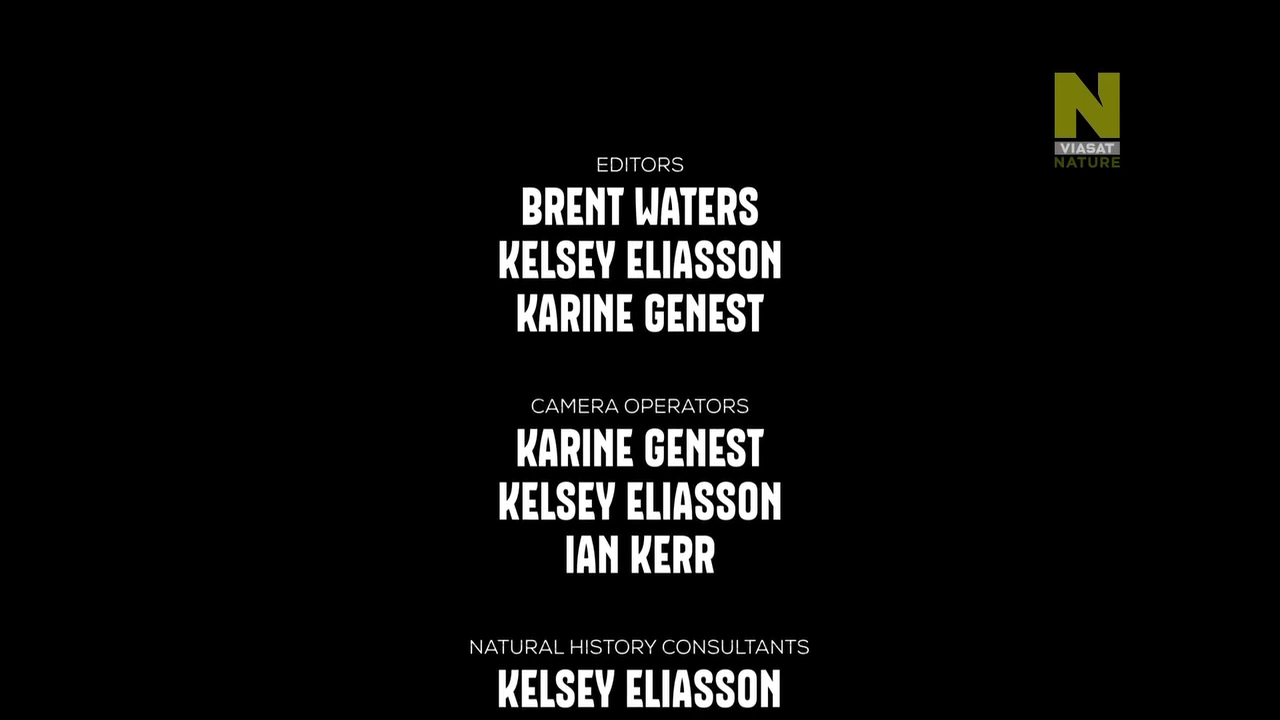 N
VIASAT
NATURE
EDITORS
BRENT WATERS
KELSEY ELIASSON
KARINE GENEST
CAMERA OPERATORS
KARINE GENEST
KELSEY ELIASSON
IAN KERR
NATURAL HISTORY CONSULTANTS
KELSEY ELIASSON